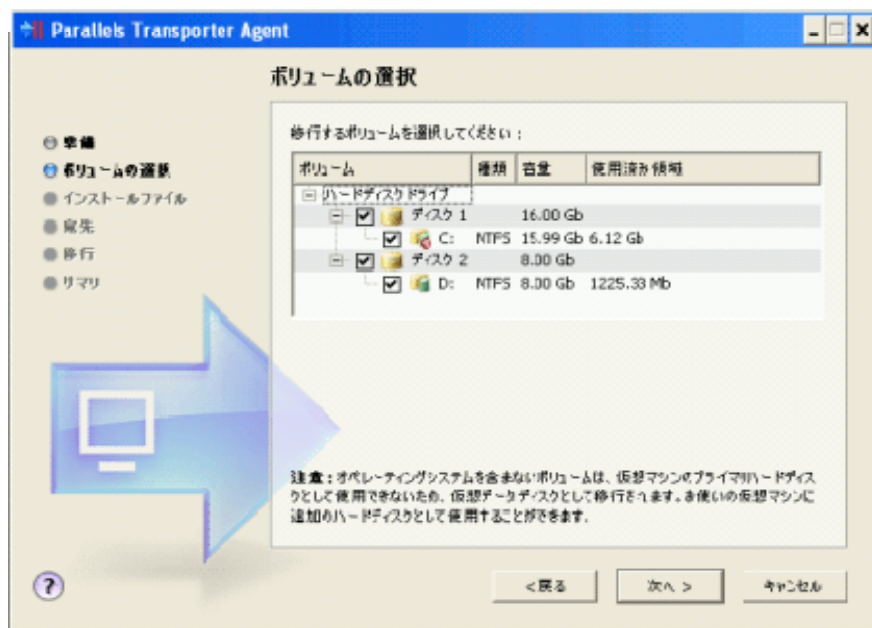 Parallels Transporter Agent
ボリュームの選択
準備
ボリュームの選択
インストールファイル
宛先
移行
サマリ
移行するボリュームを選択してください：
ボリューム 種類 容量 使用済み領域
ハードディスクドライブ
ディスク 1 16.00 Gb
C: NTFS 15.99 Gb 6.12 Gb
ディスク 2 8.00 Gb
D: NTFS 8.00 Gb 1225.33 Mb
注意：オペレーティングシステムを含まないボリュームは、仮想マシンのプライマリハードディス
クとして使用できないため、仮想データディスクとして移行されます。お使いの仮想マシンに
追加のハードディスクとして使用することができます。
?
<戻る
次へ >
キャンセル